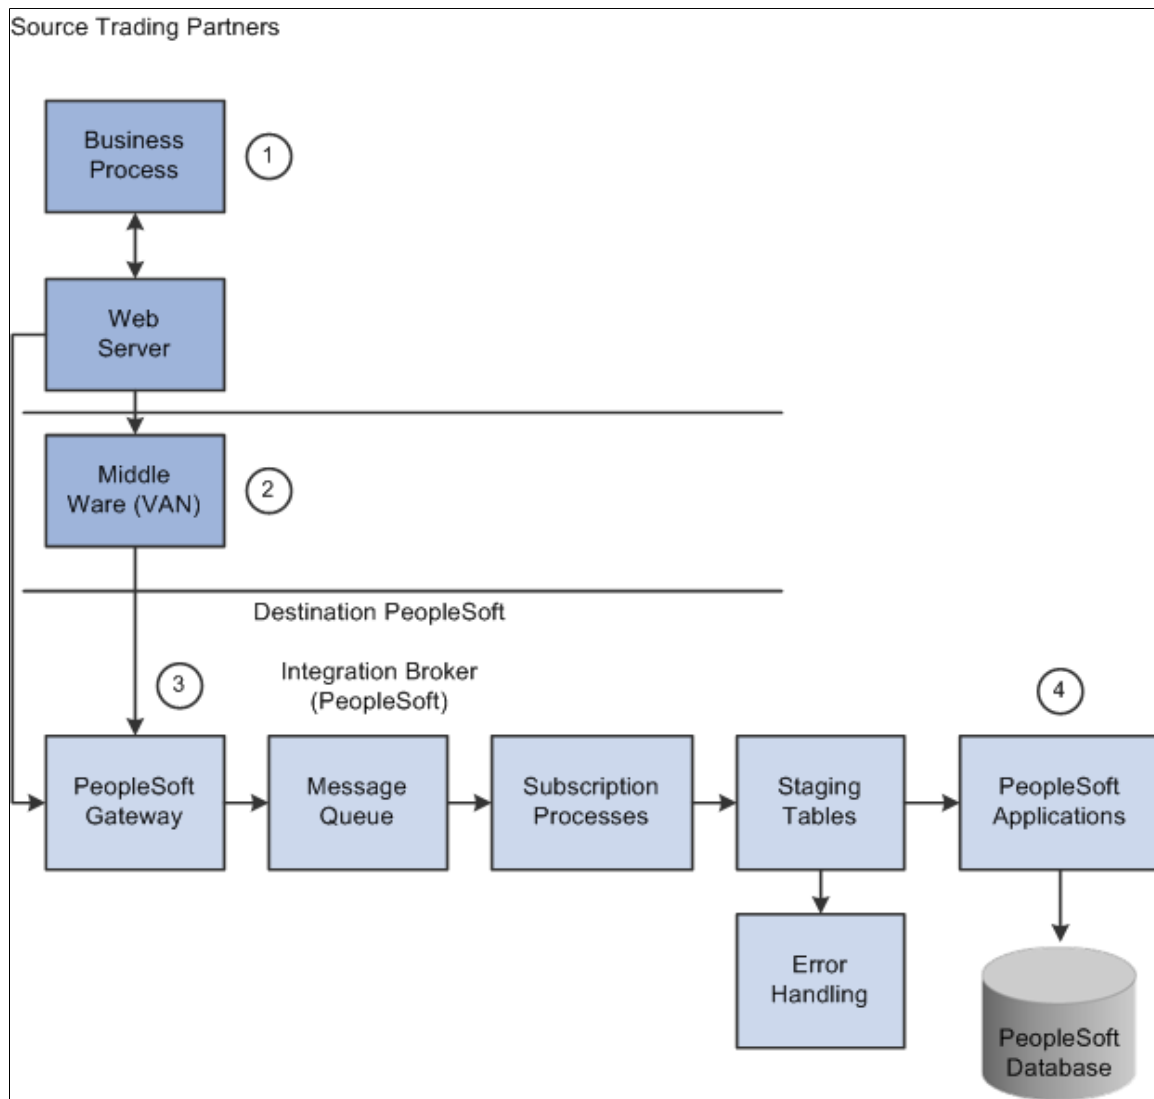 Source Trading Partners
Business
Process
1
Web
Server
Middle
Ware (VAN)
2
Destination PeopleSoft
Integration Broker
(PeopleSoft)
3
4
PeopleSoft
Gateway
Message
Queue
Subscription
Processes
Staging
Tables
PeopleSoft
Applications
Error
Handling
PeopleSoft
Database